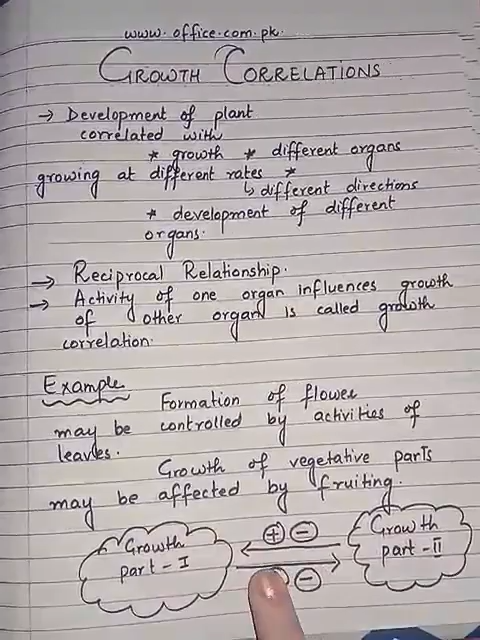 www.office.com.pk.
GROWTH CORRELATIONS
→ Development of plant
correlated with
* growth * different organs
growing at different rates *
↳ different directions
* development of different
organs.
→ Reciprocal Relationship.
→ Activity of one organ influences growth
of other organ is called growth
correlation.
Example
Formation of flower
may be controlled by activities of
leaves.
Growth of vegetative parts
may be affected by fruiting.
⊕ ⊖
Growth
part - I
Growth
part - II
⊖